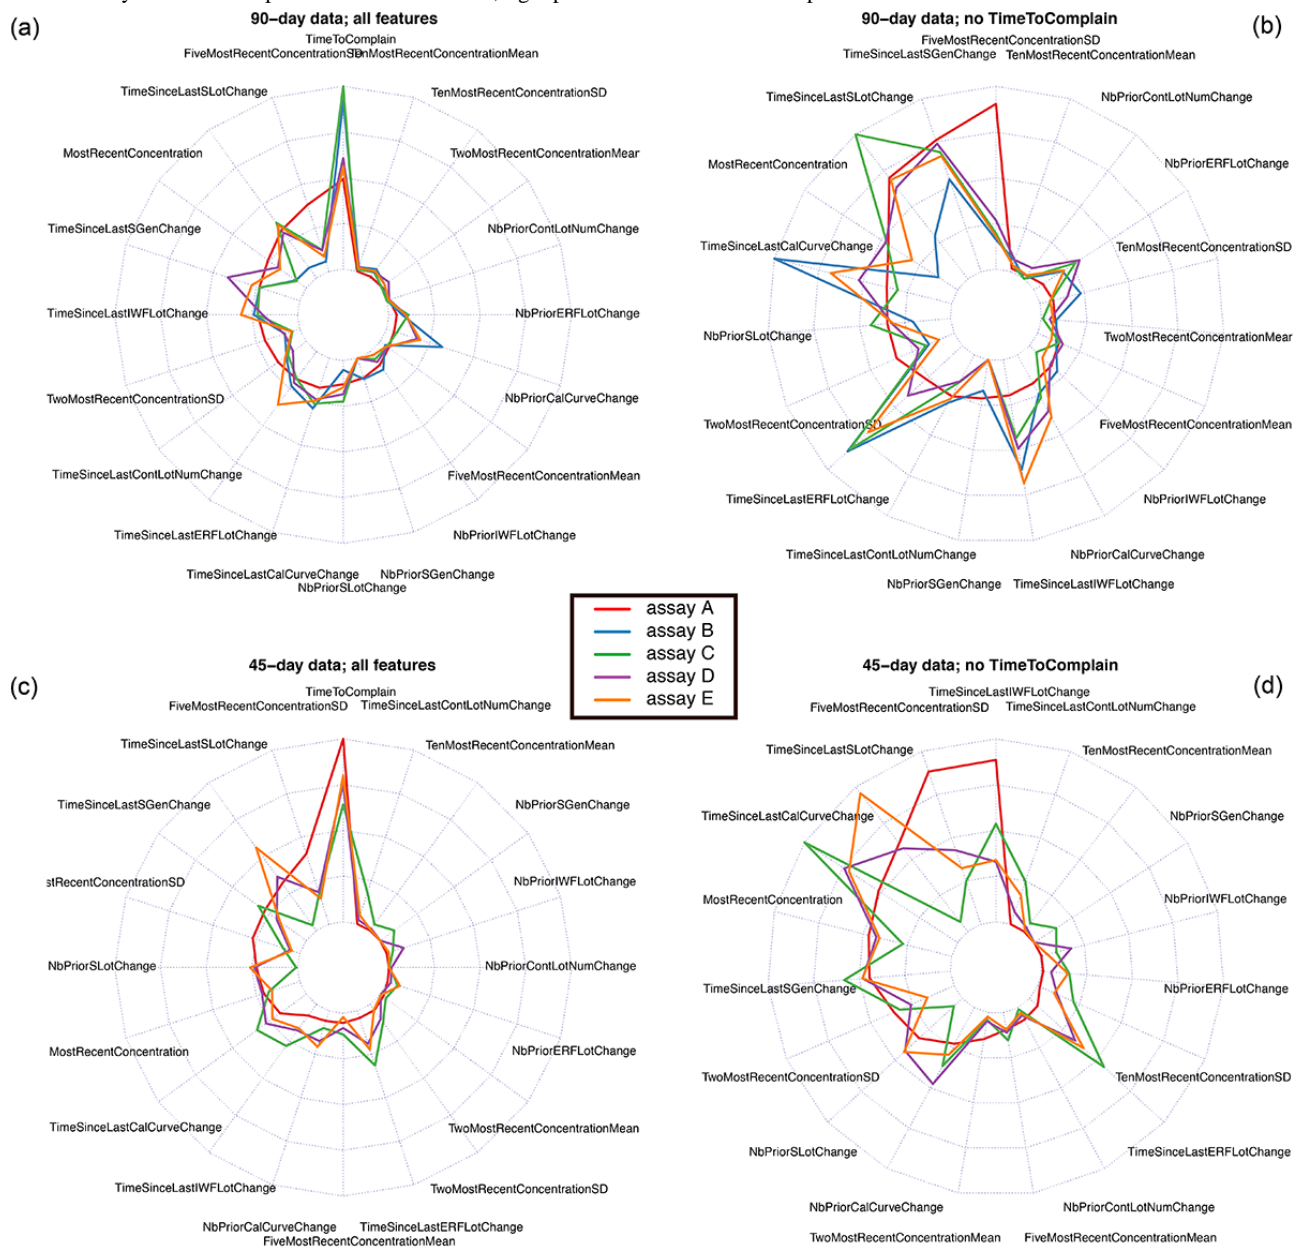 (a)
90-day data; all features
TimeToComplain
FiveMostRecentConcentrationSD
TenMostRecentConcentrationMean
TimeSinceLastSLotChange
TenMostRecentConcentrationSD
MostRecentConcentration
TwoMostRecentConcentrationMear
TimeSinceLastSGenChange
NbPriorContLotNumChange
TimeSinceLastIWFLotChange
NbPriorERFLotChange
TwoMostRecentConcentrationSD
NbPriorCalCurveChange
TimeSinceLastContLotNumChange
FiveMostRecentConcentrationMean
TimeSinceLastERFLotChange
NbPriorIWFLotChange
TimeSinceLastCalCurveChange
NbPriorSGenChange
NbPriorSLotChange
(b)
90-day data; no TimeToComplain
FiveMostRecentConcentrationSD
TimeSinceLastSGenChange
TenMostRecentConcentrationMean
TimeSinceLastSLotChange
NbPriorContLotNumChange
MostRecentConcentration
NbPriorERFLotChange
TimeSinceLastCalCurveChange
TenMostRecentConcentrationSD
NbPriorSLotChange
TwoMostRecentConcentrationMear
TwoMostRecentConcentrationSD
FiveMostRecentConcentrationMean
TimeSinceLastERFLotChange
NbPriorIWFLotChange
TimeSinceLastContLotNumChange
NbPriorCalCurveChange
NbPriorSGenChange
TimeSinceLastIWFLotChange
assay A
assay B
assay C
assay D
assay E
(c)
45-day data; all features
TimeToComplain
FiveMostRecentConcentrationSD
TimeSinceLastContLotNumChange
TimeSinceLastSLotChange
TenMostRecentConcentrationMean
TimeSinceLastSGenChange
NbPriorSGenChange
stRecentConcentrationSD
NbPriorIWFLotChange
NbPriorSLotChange
NbPriorContLotNumChange
MostRecentConcentration
NbPriorERFLotChange
TimeSinceLastCalCurveChange
TwoMostRecentConcentrationMean
TimeSinceLastIWFLotChange
TwoMostRecentConcentrationSD
NbPriorCalCurveChange
TimeSinceLastERFLotChange
FiveMostRecentConcentrationMean
(d)
45-day data; no TimeToComplain
TimeSinceLastIWFLotChange
FiveMostRecentConcentrationSD
TimeSinceLastContLotNumChange
TimeSinceLastSLotChange
TenMostRecentConcentrationMean
TimeSinceLastCalCurveChange
NbPriorSGenChange
MostRecentConcentration
NbPriorIWFLotChange
TimeSinceLastSGenChange
NbPriorERFLotChange
TwoMostRecentConcentrationSD
TenMostRecentConcentrationSD
NbPriorSLotChange
TimeSinceLastERFLotChange
NbPriorCalCurveChange
NbPriorContLotNumChange
TwoMostRecentConcentrationMean
FiveMostRecentConcentrationMean